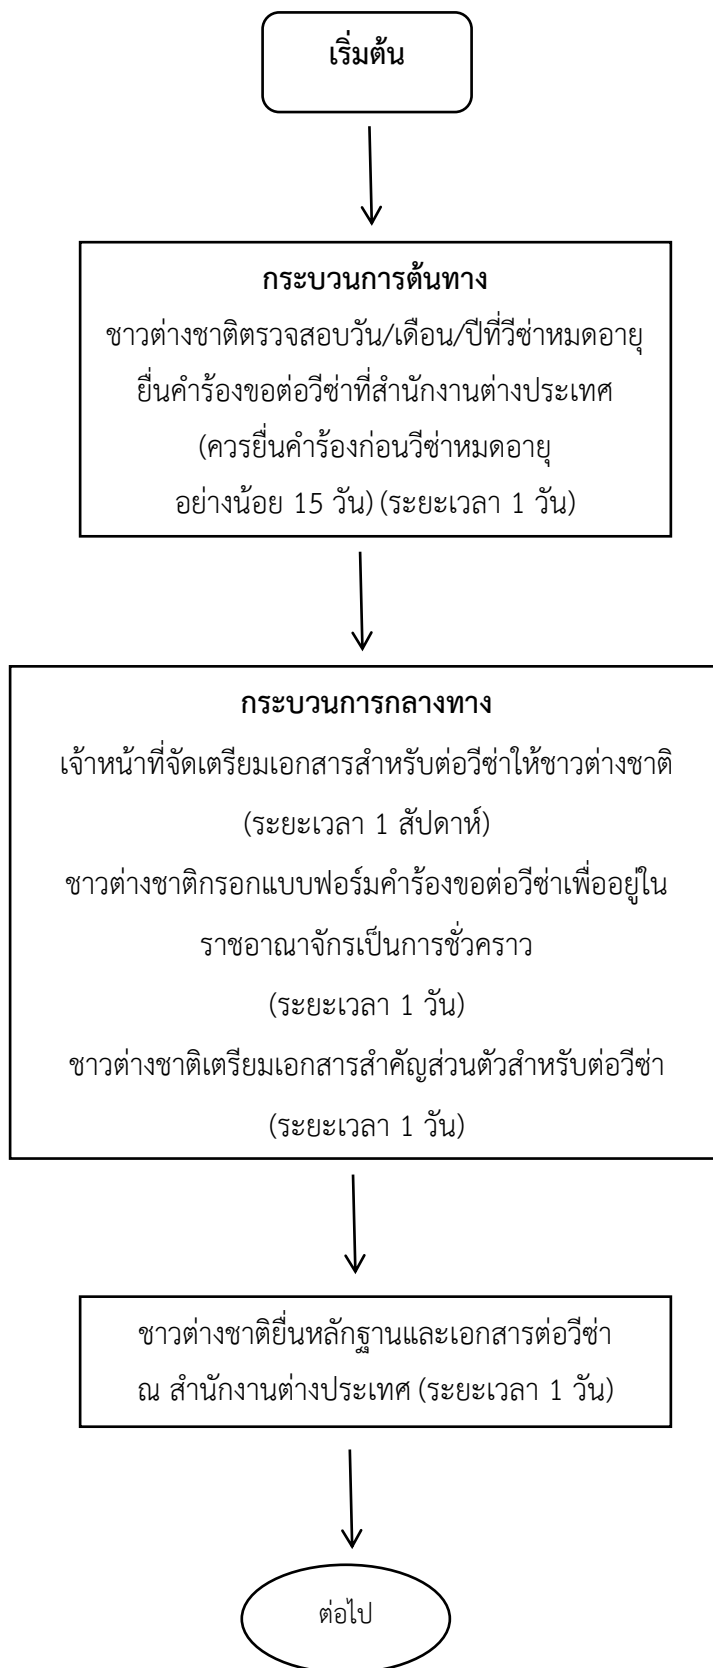 เริ่มต้น
กระบวนการต้นทาง
ชาวต่างชาติตรวจสอบวัน/เดือน/ปีที่วีซ่าหมดอายุ
ยื่นคำร้องขอต่อวีซ่าที่สำนักงานต่างประเทศ
(ควรยื่นคำร้องก่อนวีซ่าหมดอายุ
อย่างน้อย 15 วัน) (ระยะเวลา 1 วัน)
กระบวนการกลางทาง
เจ้าหน้าที่จัดเตรียมเอกสารสำหรับต่อวีซ่าให้ชาวต่างชาติ
(ระยะเวลา 1 สัปดาห์)
ชาวต่างชาติกรอกแบบฟอร์มคำร้องขอต่อวีซ่าเพื่ออยู่ใน
ราชอาณาจักรเป็นการชั่วคราว
(ระยะเวลา 1 วัน)
ชาวต่างชาติเตรียมเอกสารสำคัญส่วนตัวสำหรับต่อวีซ่า
(ระยะเวลา 1 วัน)
ชาวต่างชาติยื่นหลักฐานและเอกสารต่อวีซ่า
ณ สำนักงานต่างประเทศ (ระยะเวลา 1 วัน)
ต่อไป